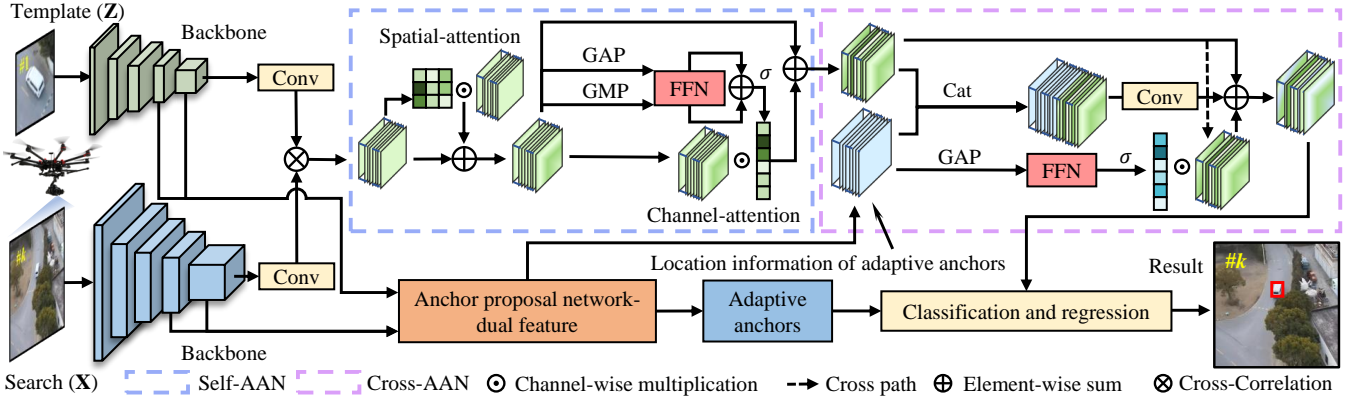 Template (Z)
#1
Backbone
Conv
Spatial-attention
GAP
GMP
FFN
σ
Channel-attention
Cat
Conv
GAP
FFN
σ
Conv
#k
Backbone
Search (X)
Anchor proposal network-
dual feature
Location information of adaptive anchors
Adaptive
anchors
Classification and regression
Result
#k
Self-AAN
Cross-AAN
Channel-wise multiplication
Cross path
Element-wise sum
Cross-Correlation